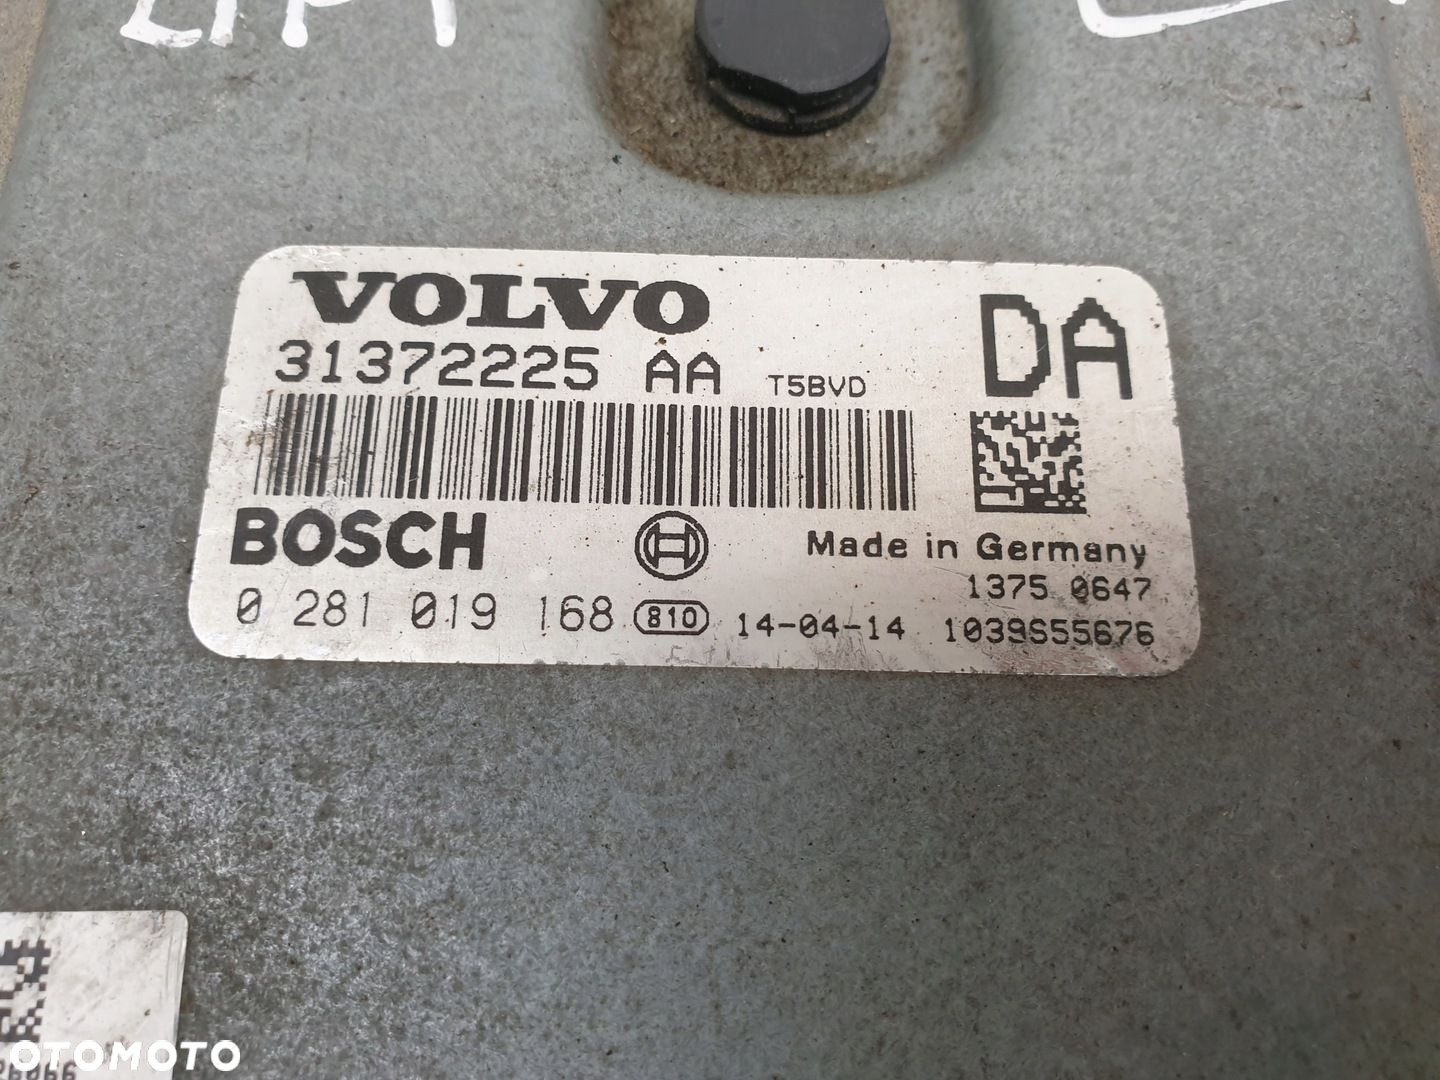 VOLVO
31372225 AA T5BVD
DA
BOSCH
Made in Germany
1375 0647
0 281 019 168 810 14-04-14 1039S55676
OTOMOTO